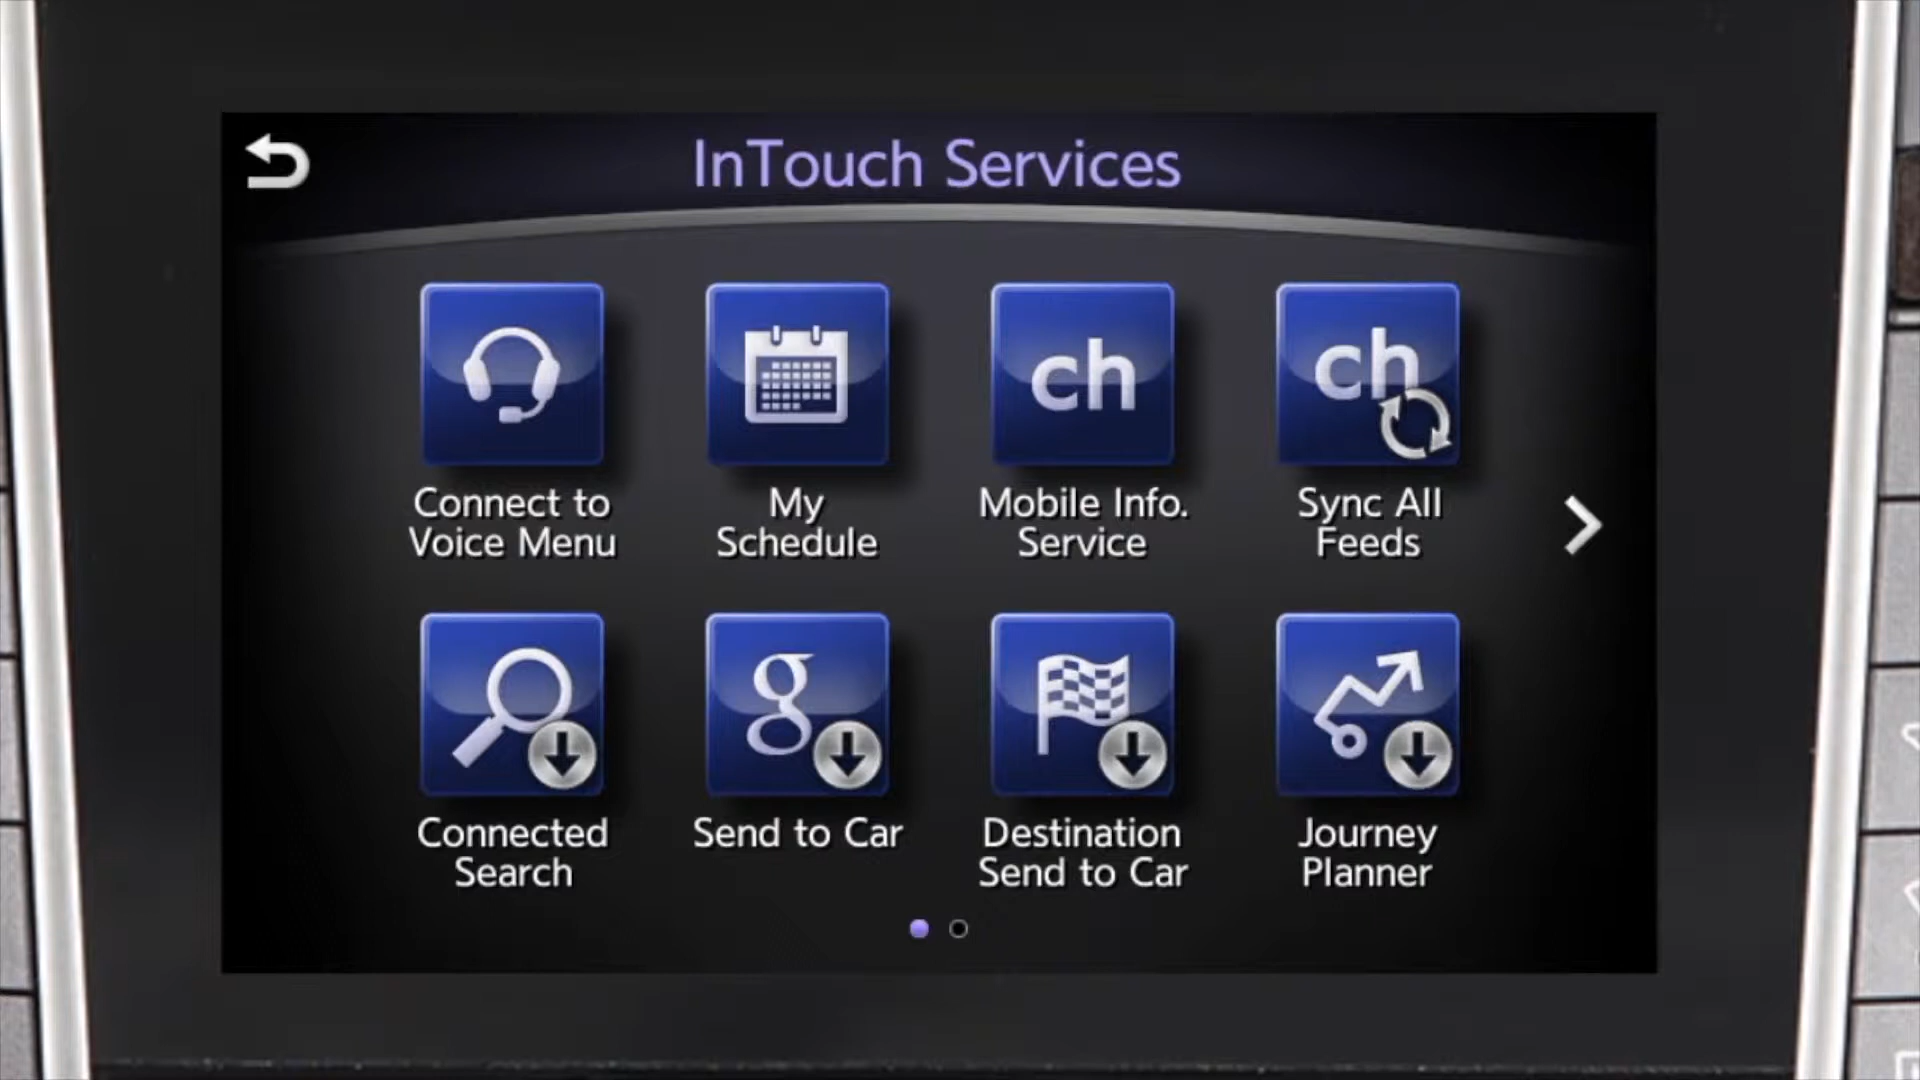 InTouch Services
ch
ch
Connect to
Voice Menu
My
Schedule
Mobile Info.
Service
Sync All
Feeds
g
Connected
Search
Send to Car
Destination
Send to Car
Journey
Planner